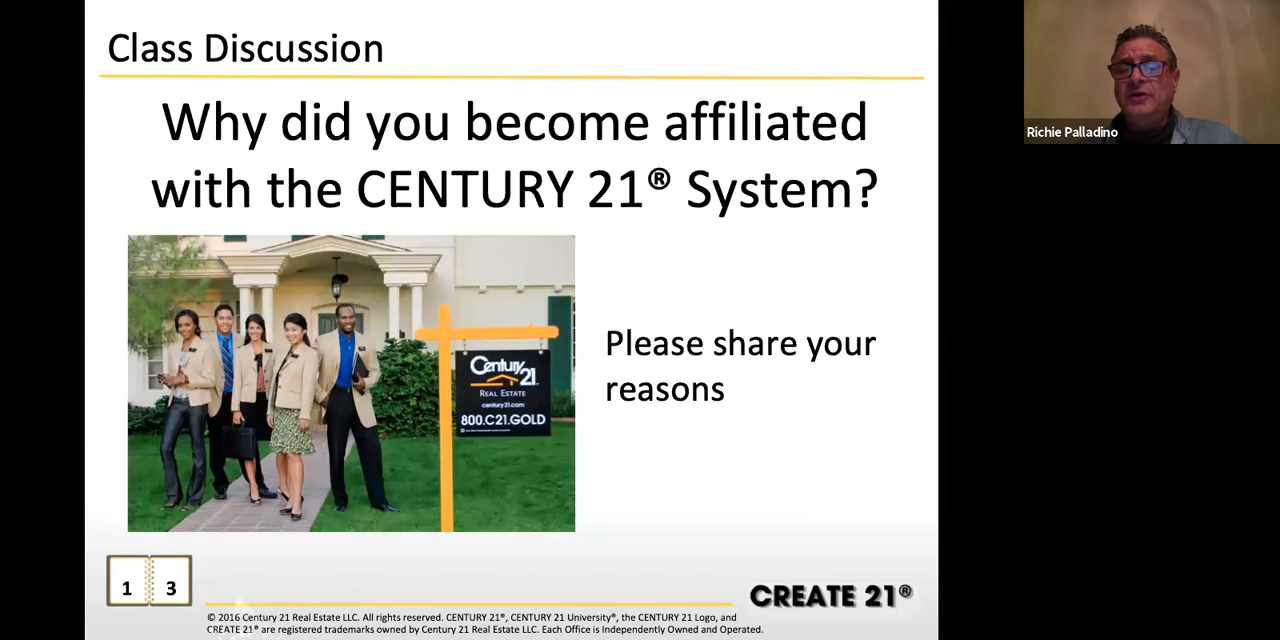 Class Discussion
Why did you become affiliated
with the CENTURY 21® System?
Richie Palladino
Century
21
REAL ESTATE
century21.com
800.C21.GOLD
Please share your
reasons
1 3
CREATE 21®
© 2016 Century 21 Real Estate LLC. All rights reserved. CENTURY 21®, CENTURY 21 University®, the CENTURY 21 Logo, and
CREATE 21® are registered trademarks owned by Century 21 Real Estate LLC. Each Office is Independently Owned and Operated.